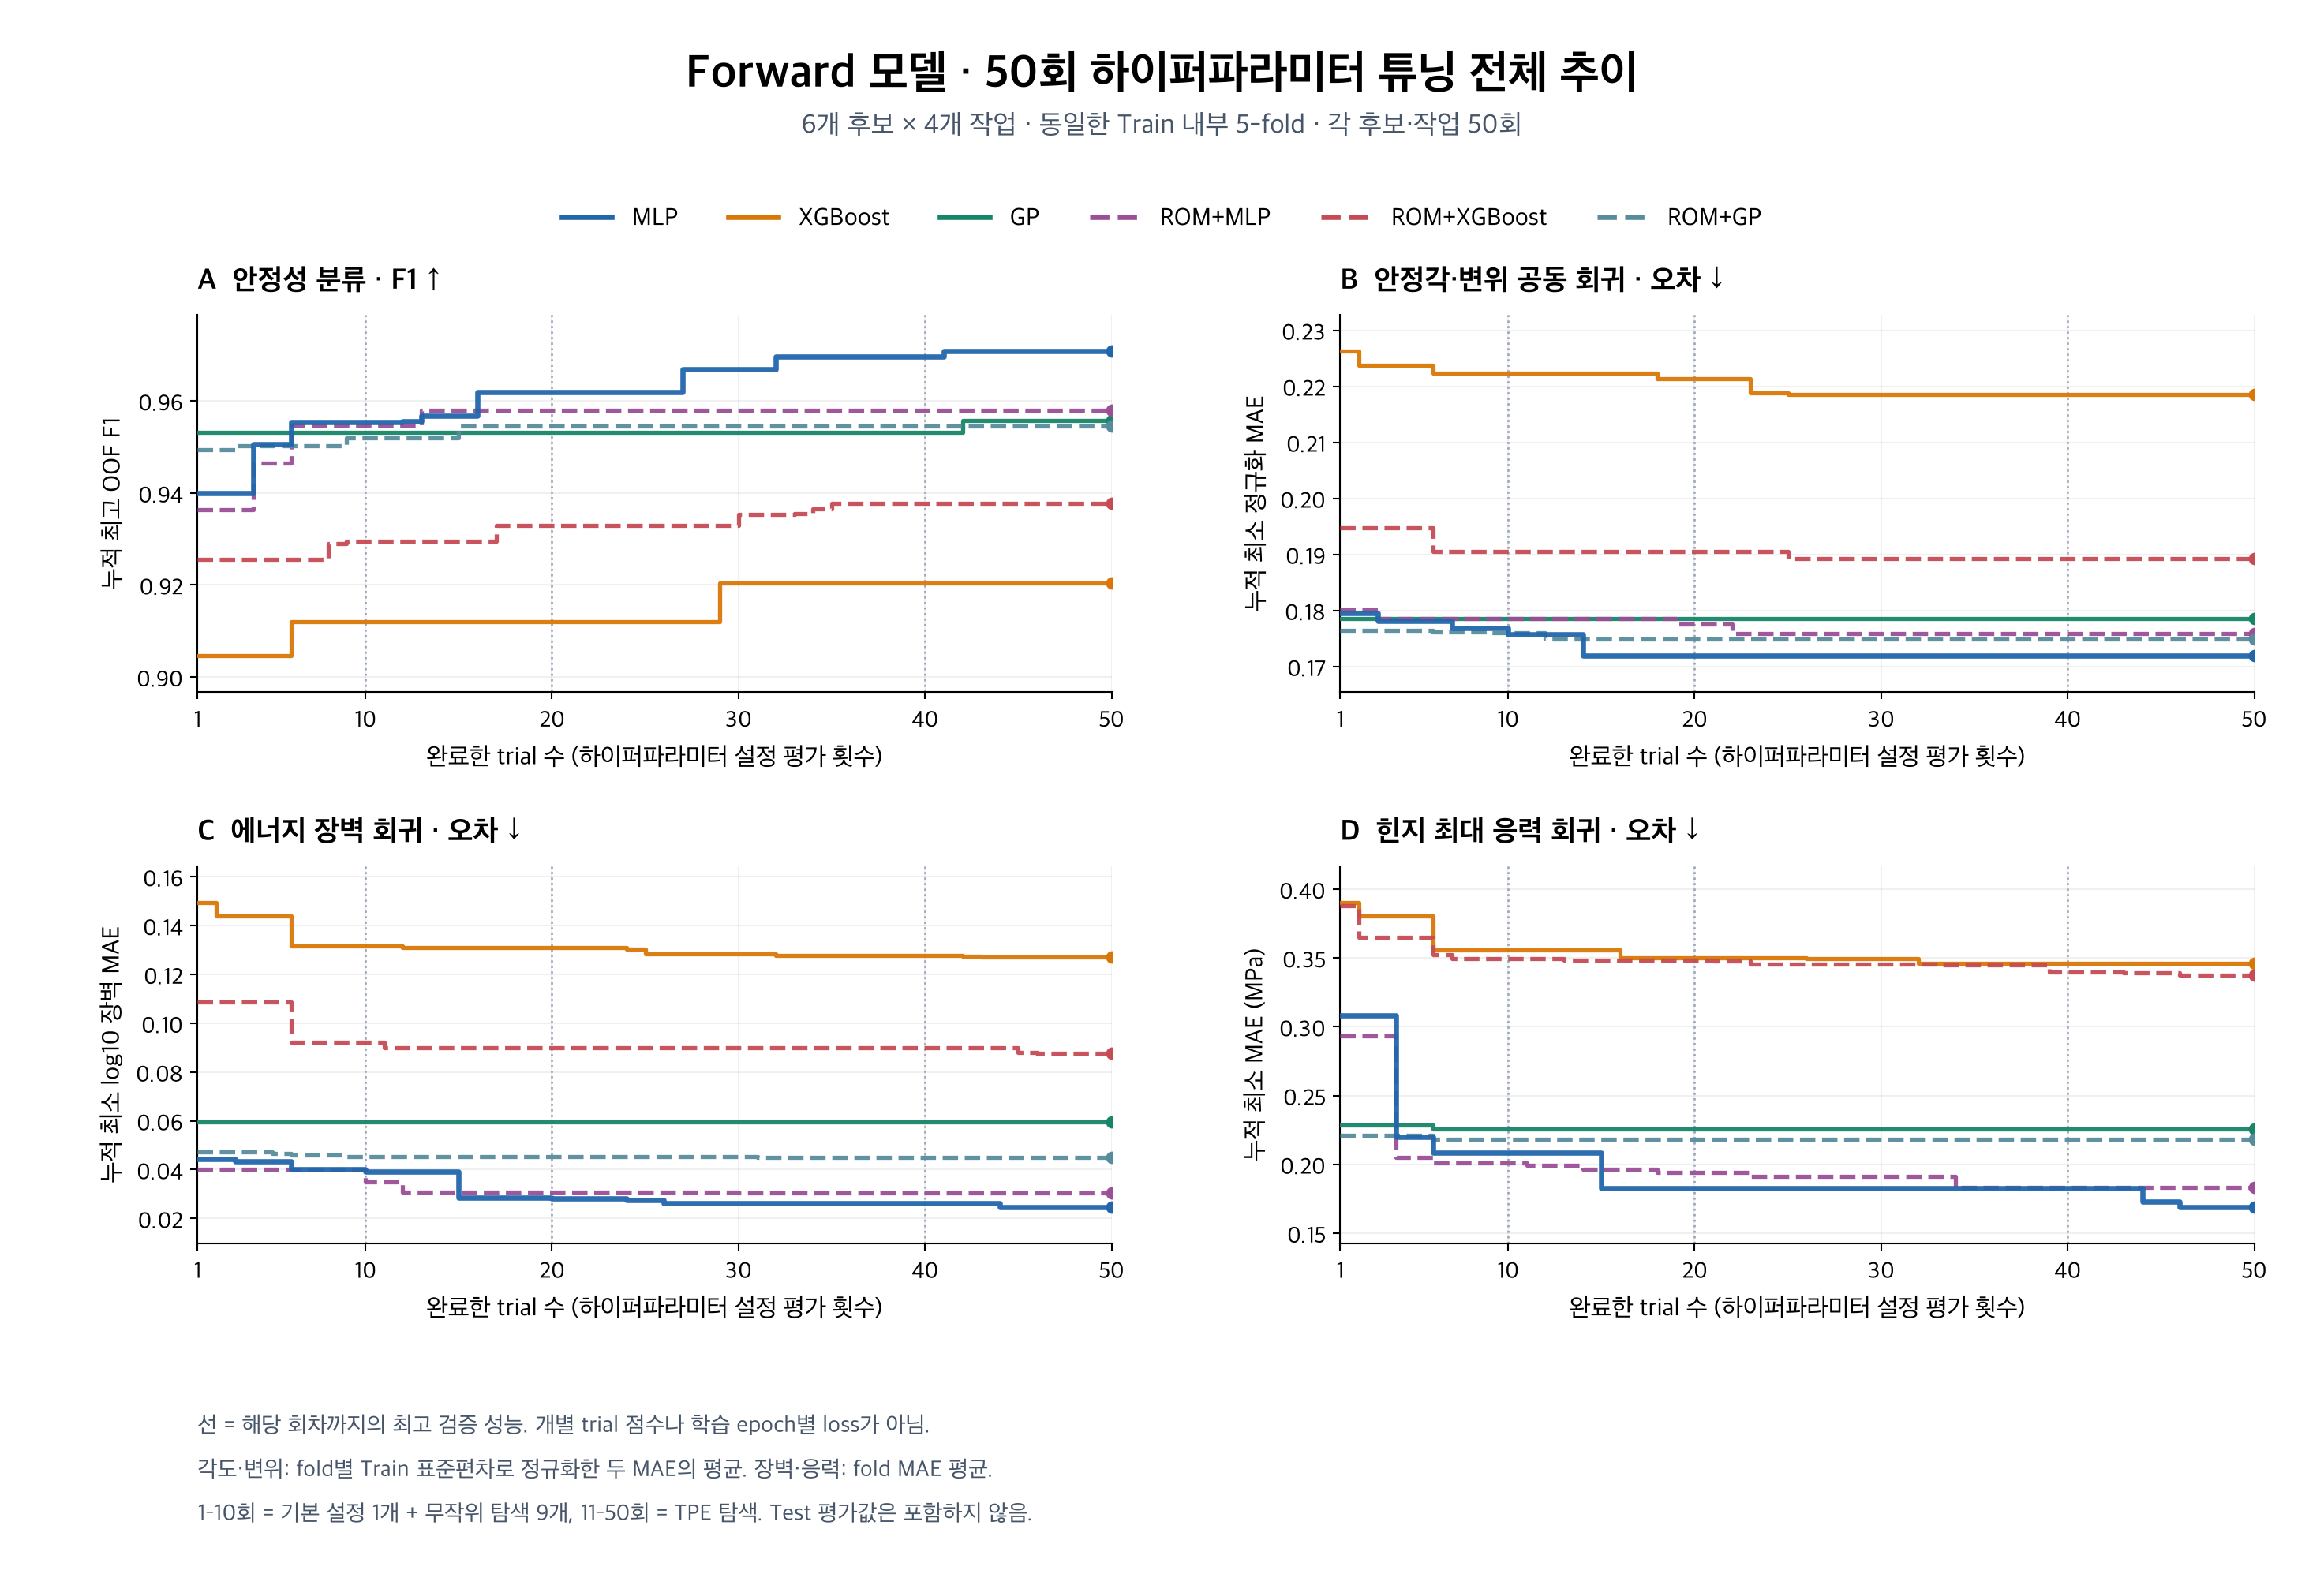 Forward 모델 · 50회 하이퍼파라미터 튜닝 전체 추이
6개 후보 × 4개 작업 · 동일한 Train 내부 5-fold · 각 후보·작업 50회
MLP XGBoost GP ROM+MLP ROM+XGBoost ROM+GP
A 안정성 분류 · F1 ↑
누적 최고 OOF F1
0.96
0.94
0.92
0.90
1 10 20 30 40 50
완료한 trial 수 (하이퍼파라미터 설정 평가 횟수)
B 안정각·변위 공동 회귀 · 오차 ↓
누적 최소 정규화 MAE
0.23
0.22
0.21
0.20
0.19
0.18
0.17
1 10 20 30 40 50
완료한 trial 수 (하이퍼파라미터 설정 평가 횟수)
C 에너지 장벽 회귀 · 오차 ↓
누적 최소 log10 장벽 MAE
0.16
0.14
0.12
0.10
0.08
0.06
0.04
0.02
1 10 20 30 40 50
완료한 trial 수 (하이퍼파라미터 설정 평가 횟수)
D 힌지 최대 응력 회귀 · 오차 ↓
누적 최소 MAE (MPa)
0.40
0.35
0.30
0.25
0.20
0.15
1 10 20 30 40 50
완료한 trial 수 (하이퍼파라미터 설정 평가 횟수)
선 = 해당 회차까지의 최고 검증 성능. 개별 trial 점수나 학습 epoch별 loss가 아님.
각도·변위: fold별 Train 표준편차로 정규화한 두 MAE의 평균. 장벽·응력: fold MAE 평균.
1-10회 = 기본 설정 1개 + 무작위 탐색 9개, 11-50회 = TPE 탐색. Test 평가값은 포함하지 않음.